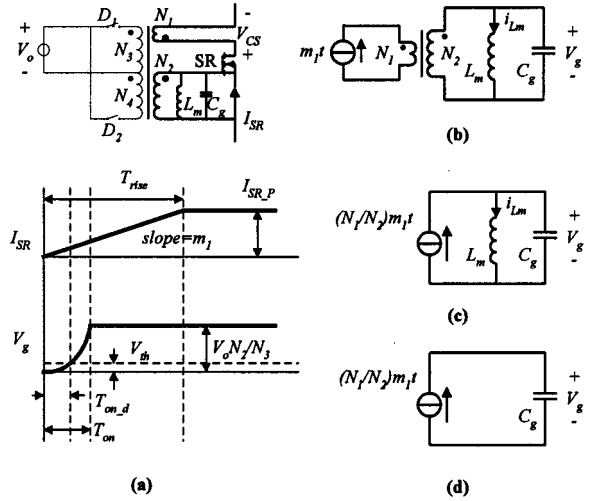 +
V_o
-
D_1
N_3
N_4
D_2
N_1
N_2
-
V_CS
+
SR
L_m
C_g
I_SR
m_1t
N_1
N_2
i_Lm
L_m
C_g
+
V_g
-
(b)
T_rise
I_SR_P
I_SR
slope=m_1
V_g
V_th
V_oN_2/N_3
T_on_d
T_on
(a)
(N_1/N_2)m_1t
i_Lm
L_m
C_g
+
V_g
-
(c)
(N_1/N_2)m_1t
C_g
+
V_g
-
(d)